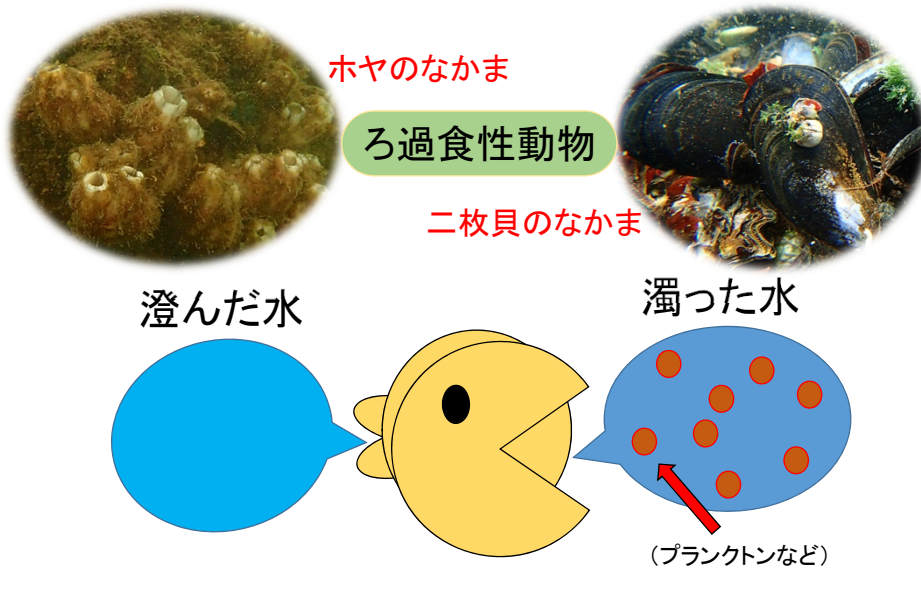 ホヤのなかま
ろ過食性動物
二枚貝のなかま
澄んだ水
濁った水
（プランクトンなど）